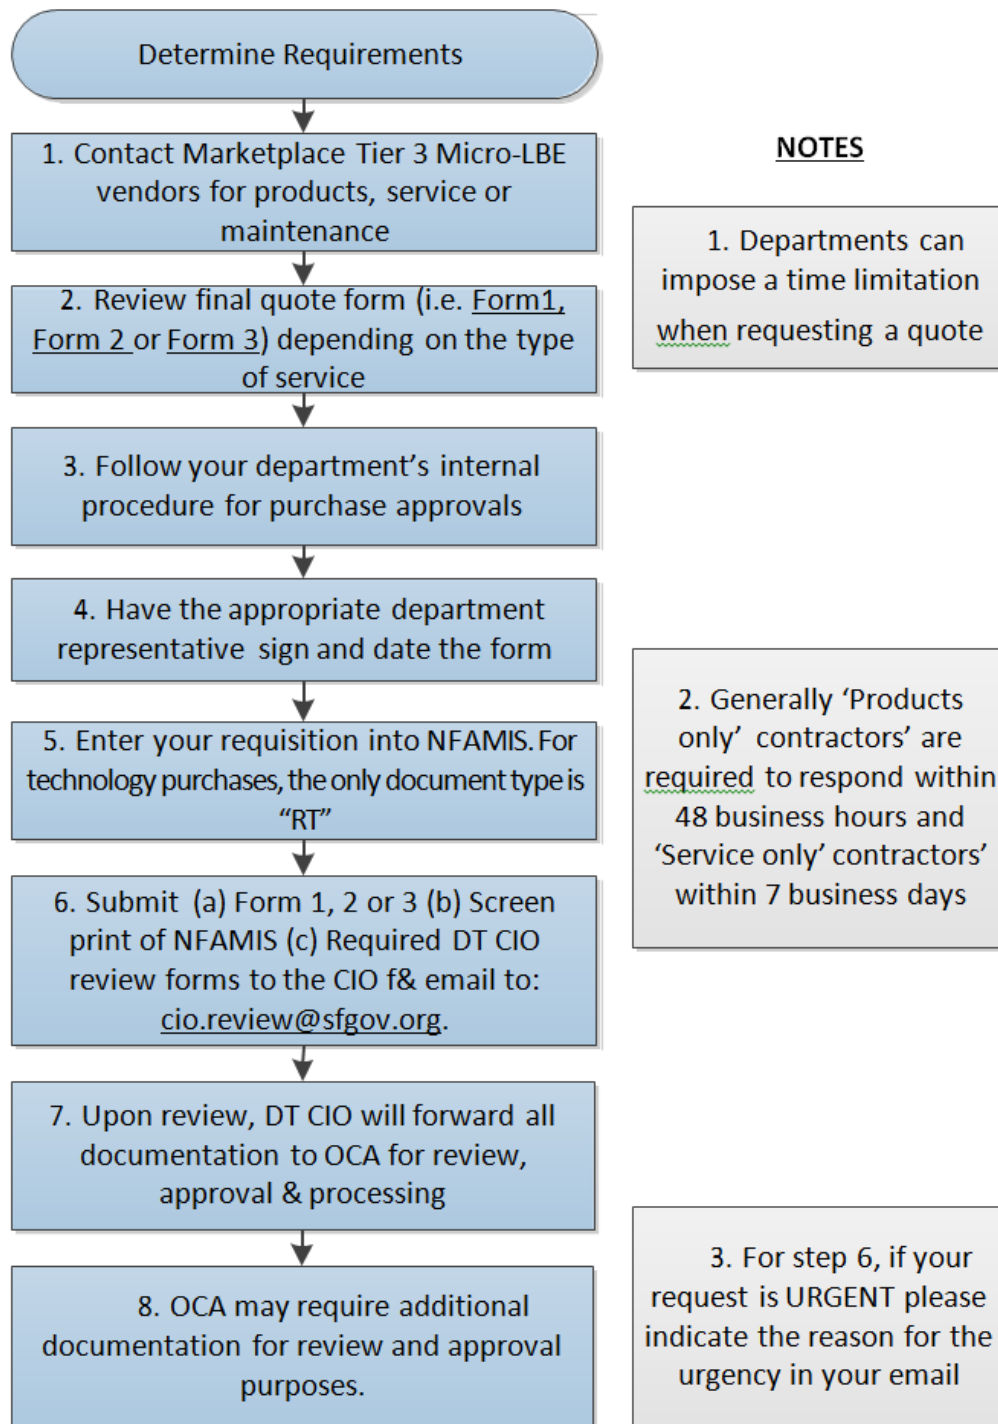 Determine Requirements
1. Contact Marketplace Tier 3 Micro-LBE
vendors for products, service or
maintenance
2. Review final quote form (i.e. Form1,
Form 2 or Form 3) depending on the type
of service
3. Follow your department’s internal
procedure for purchase approvals
4. Have the appropriate department
representative sign and date the form
5. Enter your requisition into NFAMIS. For
technology purchases, the only document type is
“RT”
6. Submit (a) Form 1, 2 or 3 (b) Screen
print of NFAMIS (c) Required DT CIO
review forms to the CIO f& email to:
cio.review@sfgov.org.
7. Upon review, DT CIO will forward all
documentation to OCA for review,
approval & processing
8. OCA may require additional
documentation for review and approval
purposes.
NOTES
1. Departments can
impose a time limitation
when requesting a quote
2. Generally ‘Products
only’ contractors’ are
required to respond within
48 business hours and
‘Service only’ contractors’
within 7 business days
3. For step 6, if your
request is URGENT please
indicate the reason for the
urgency in your email